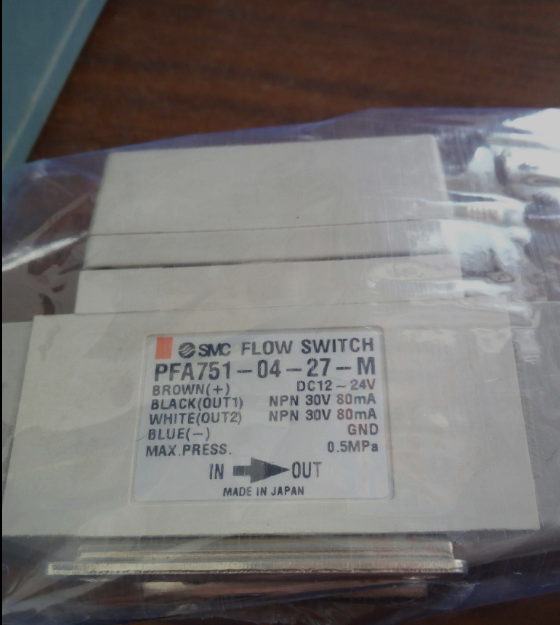 SMC FLOW SWITCH
PFA751-04-27-M
BROWN(+) DC12~24V
BLACK(OUT1) NPN 30V 80mA
WHITE(OUT2) NPN 30V 80mA
BLUE(-) GND
MAX.PRESS. 0.5MPa
IN OUT
MADE IN JAPAN